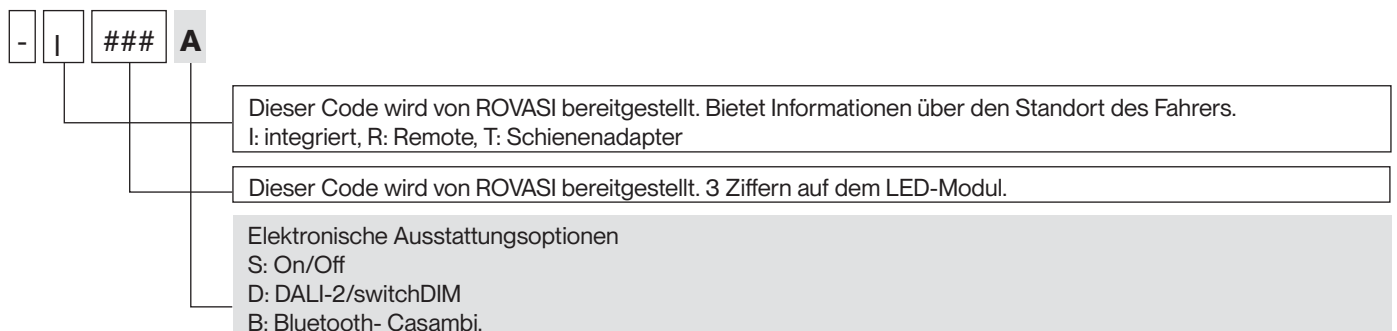 - I ### A
Dieser Code wird von ROVASI bereitgestellt. Bietet Informationen über den Standort des Fahrers.
I: integriert, R: Remote, T: Schienenadapter
Dieser Code wird von ROVASI bereitgestellt. 3 Ziffern auf dem LED-Modul.
Elektronische Ausstattungsoptionen
S: On/Off
D: DALI-2/switchDIM
B: Bluetooth- Casambi.